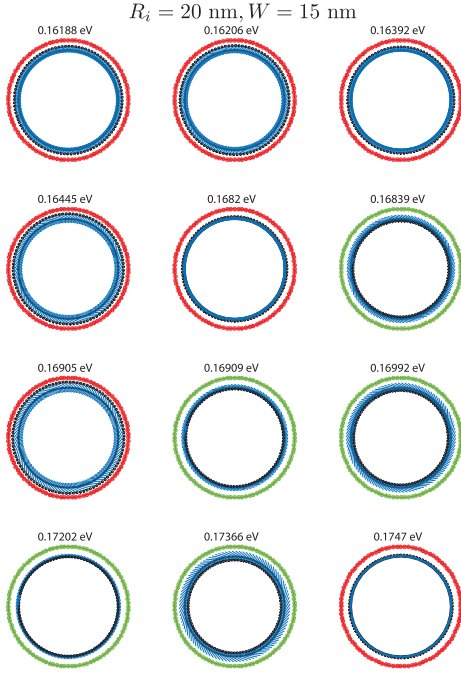 R_i = 20 nm, W = 15 nm
0.16188 eV
0.16206 eV
0.16392 eV
0.16445 eV
0.1682 eV
0.16839 eV
0.16905 eV
0.16909 eV
0.16992 eV
0.17202 eV
0.17366 eV
0.1747 eV